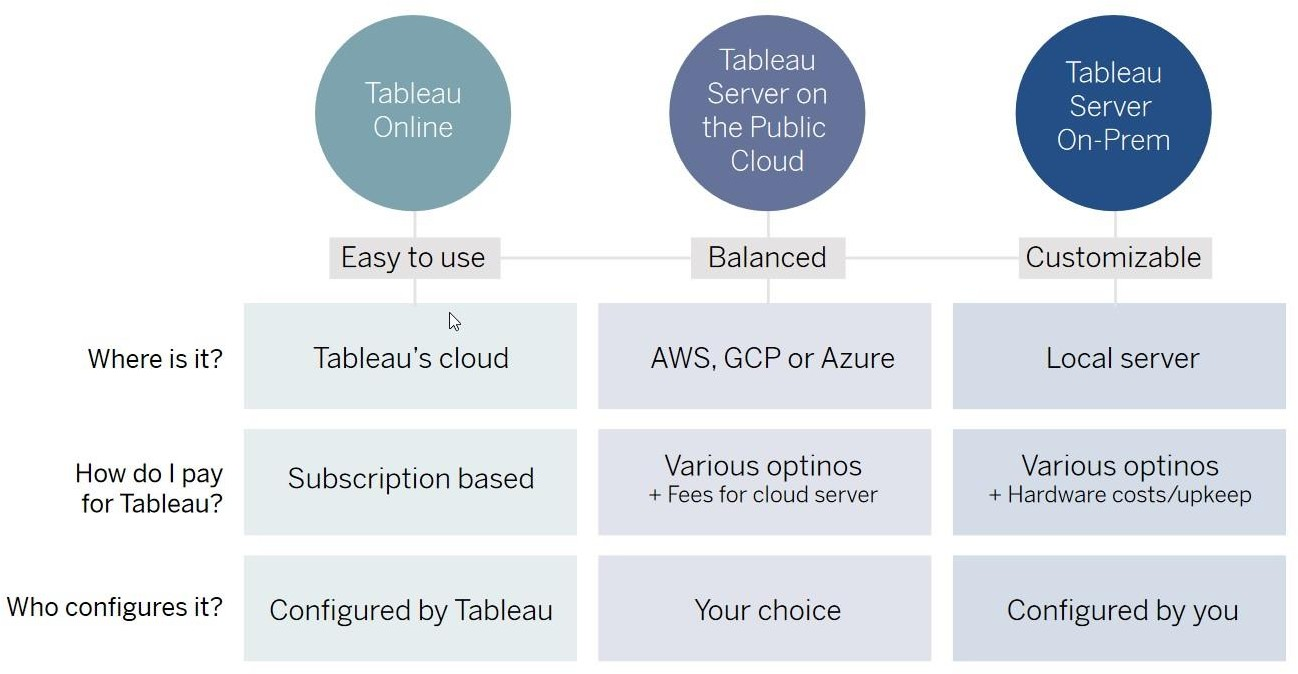 Tableau
Online
Tableau
Server on
the Public
Cloud
Tableau
Server
On-Prem
Easy to use
Balanced
Customizable
Where is it?
Tableau’s cloud
AWS, GCP or Azure
Local server
How do I pay
for Tableau?
Subscription based
Various optinos
+ Fees for cloud server
Various optinos
+ Hardware costs/upkeep
Who configures it?
Configured by Tableau
Your choice
Configured by you